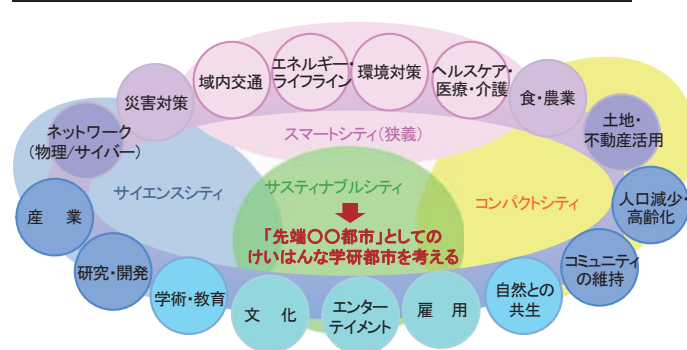 域内交通
エネルギー・
ライフライン
環境対策
ヘルスケア・
医療・介護
災害対策
食・農業
ネットワーク
(物理/サイバー)
土地・
不動産活用
スマートシティ(狭義)
サイエンスシティ
サスティナブルシティ
コンパクトシティ
産　業
人口減少・
高齢化
「先端〇〇都市」としての
けいはんな学研都市を考える
研究・開発
コミュニティ
の維持
学術・教育
文　化
エンター
テイメント
雇　用
自然との
共生